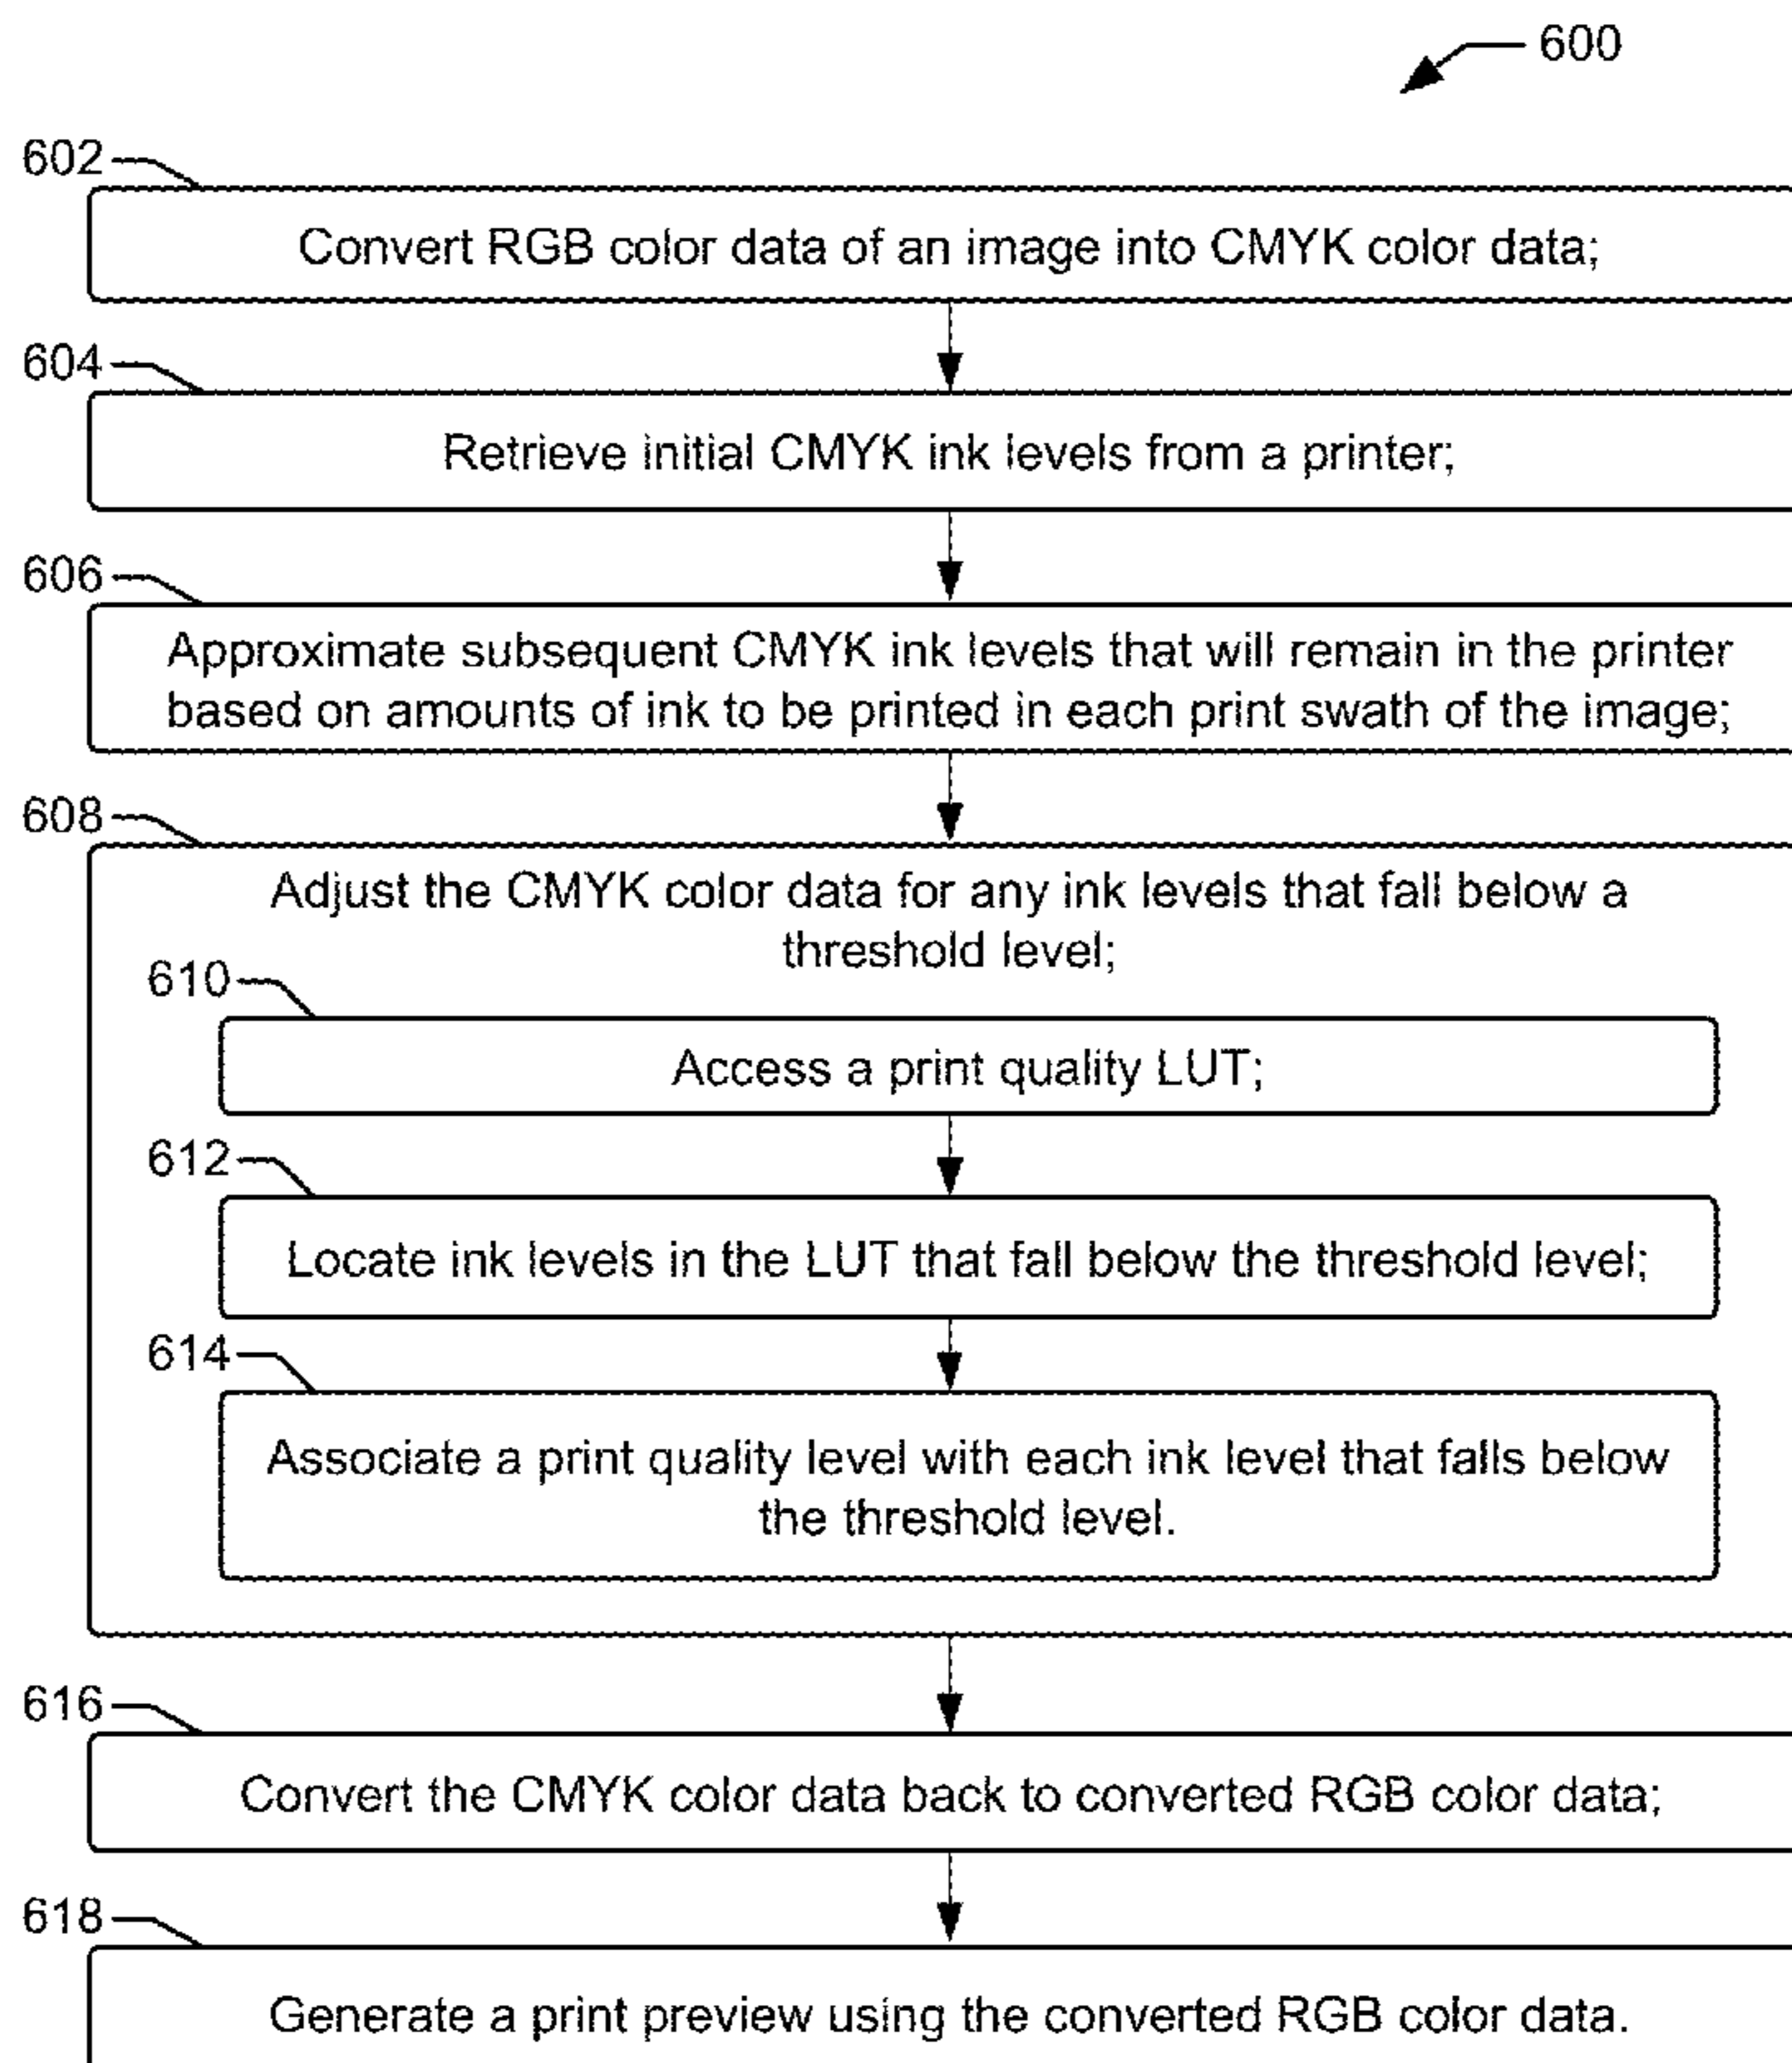 600
602
Convert RGB color data of an image into CMYK color data;
604
Retrieve initial CMYK ink levels from a printer;
606
Approximate subsequent CMYK ink levels that will remain in the printer
based on amounts of ink to be printed in each print swath of the image;
608
Adjust the CMYK color data for any ink levels that fall below a
threshold level;
610
Access a print quality LUT;
612
Locate ink levels in the LUT that fall below the threshold level;
614
Associate a print quality level with each ink level that falls below
the threshold level.
616
Convert the CMYK color data back to converted RGB color data;
618
Generate a print preview using the converted RGB color data.